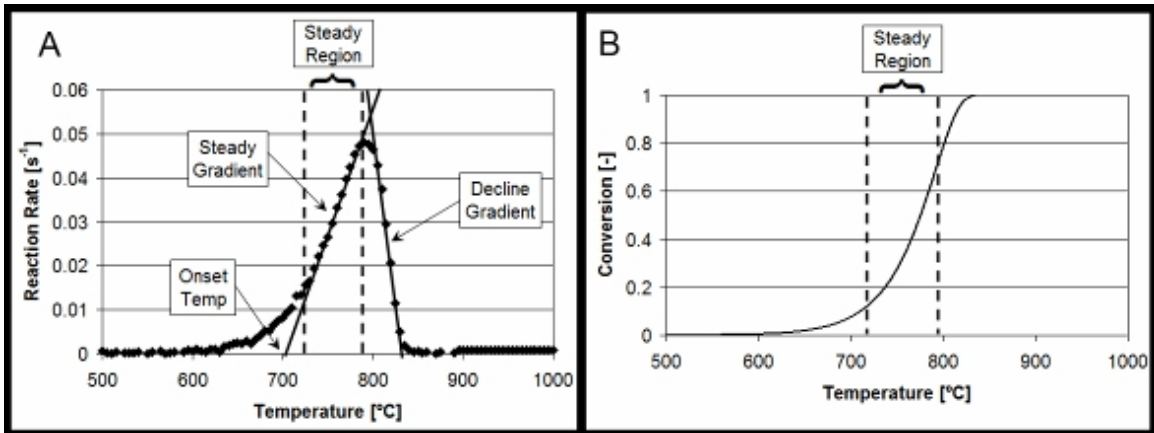 A
Steady
Region
0.06
0.05
0.04
0.03
0.02
0.01
0
Reaction Rate [s-1]
Steady
Gradient
Decline
Gradient
Onset
Temp
500
600
700
800
900
1000
Temperature [ºC]
B
Steady
Region
1
0.8
0.6
0.4
0.2
0
Conversion [-]
500
600
700
800
900
1000
Temperature [ºC]